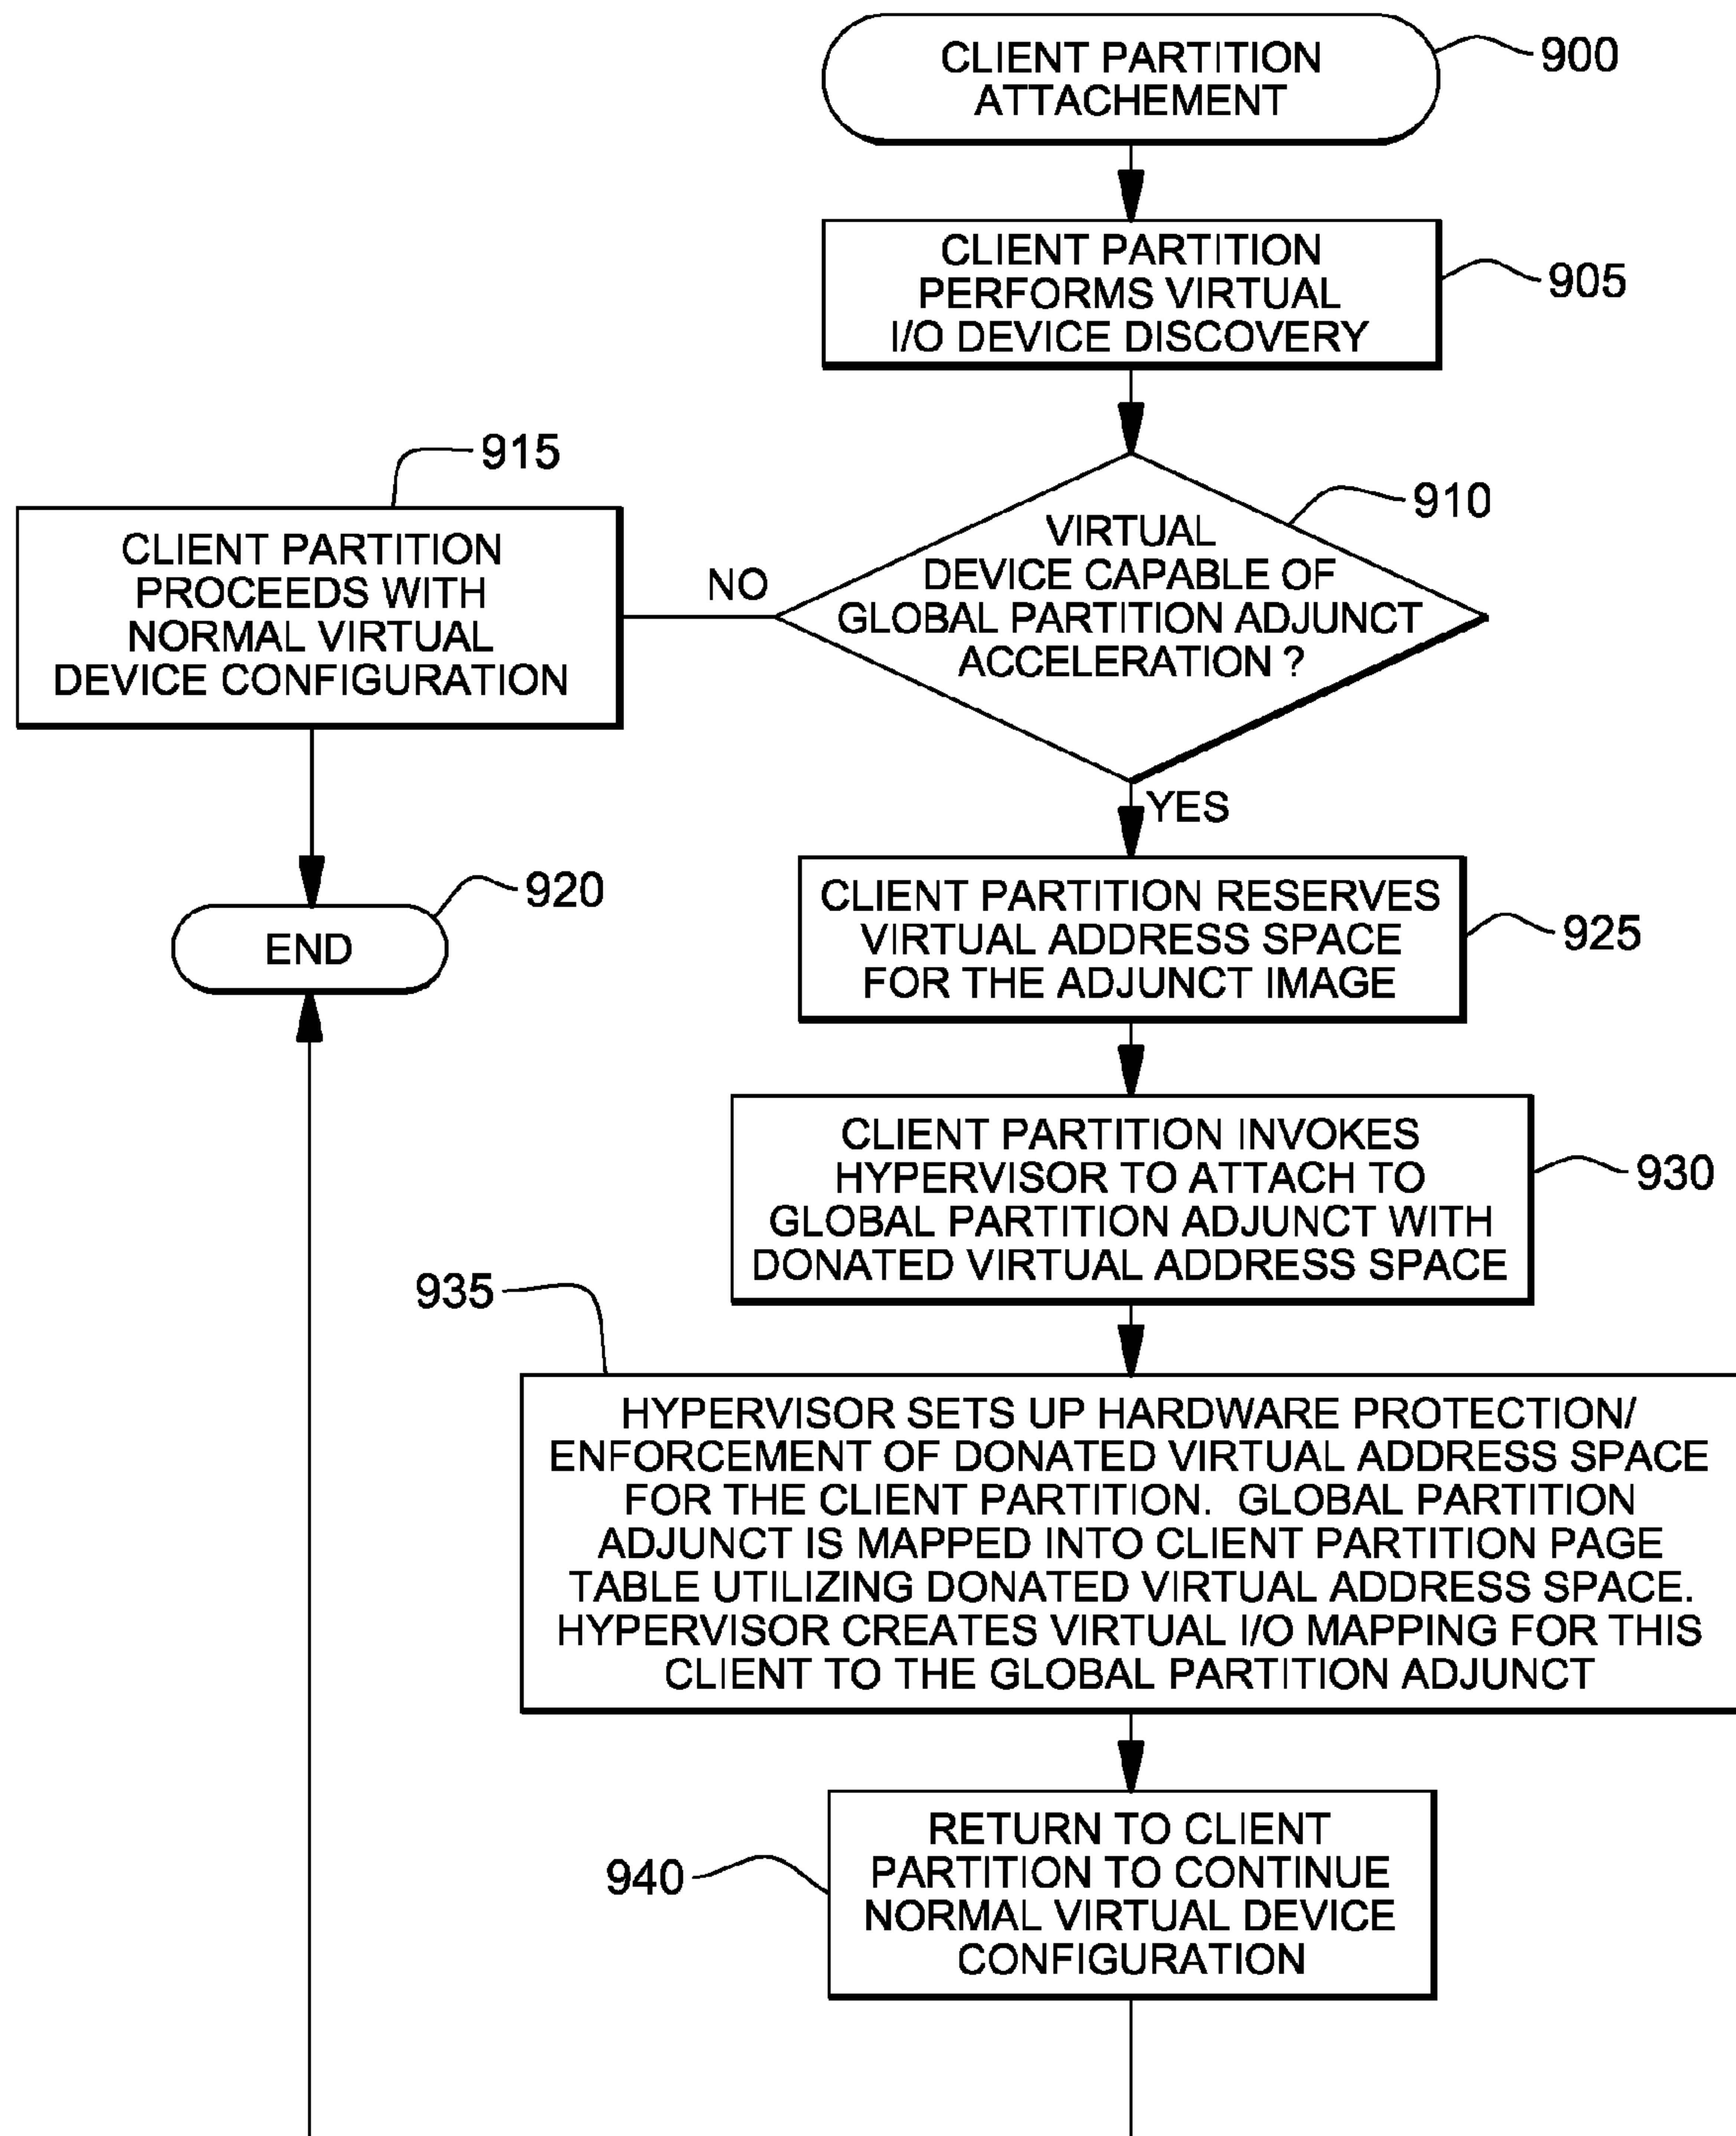 CLIENT PARTITION
ATTACHEMENT
900
CLIENT PARTITION
PERFORMS VIRTUAL
I/O DEVICE DISCOVERY
905
VIRTUAL
DEVICE CAPABLE OF
GLOBAL PARTITION ADJUNCT
ACCELERATION ?
910
NO
915
CLIENT PARTITION
PROCEEDS WITH
NORMAL VIRTUAL
DEVICE CONFIGURATION
END
920
YES
CLIENT PARTITION RESERVES
VIRTUAL ADDRESS SPACE
FOR THE ADJUNCT IMAGE
925
CLIENT PARTITION INVOKES
HYPERVISOR TO ATTACH TO
GLOBAL PARTITION ADJUNCT WITH
DONATED VIRTUAL ADDRESS SPACE
930
935
HYPERVISOR SETS UP HARDWARE PROTECTION/
ENFORCEMENT OF DONATED VIRTUAL ADDRESS SPACE
FOR THE CLIENT PARTITION. GLOBAL PARTITION
ADJUNCT IS MAPPED INTO CLIENT PARTITION PAGE
TABLE UTILIZING DONATED VIRTUAL ADDRESS SPACE.
HYPERVISOR CREATES VIRTUAL I/O MAPPING FOR THIS
CLIENT TO THE GLOBAL PARTITION ADJUNCT
940
RETURN TO CLIENT
PARTITION TO CONTINUE
NORMAL VIRTUAL DEVICE
CONFIGURATION